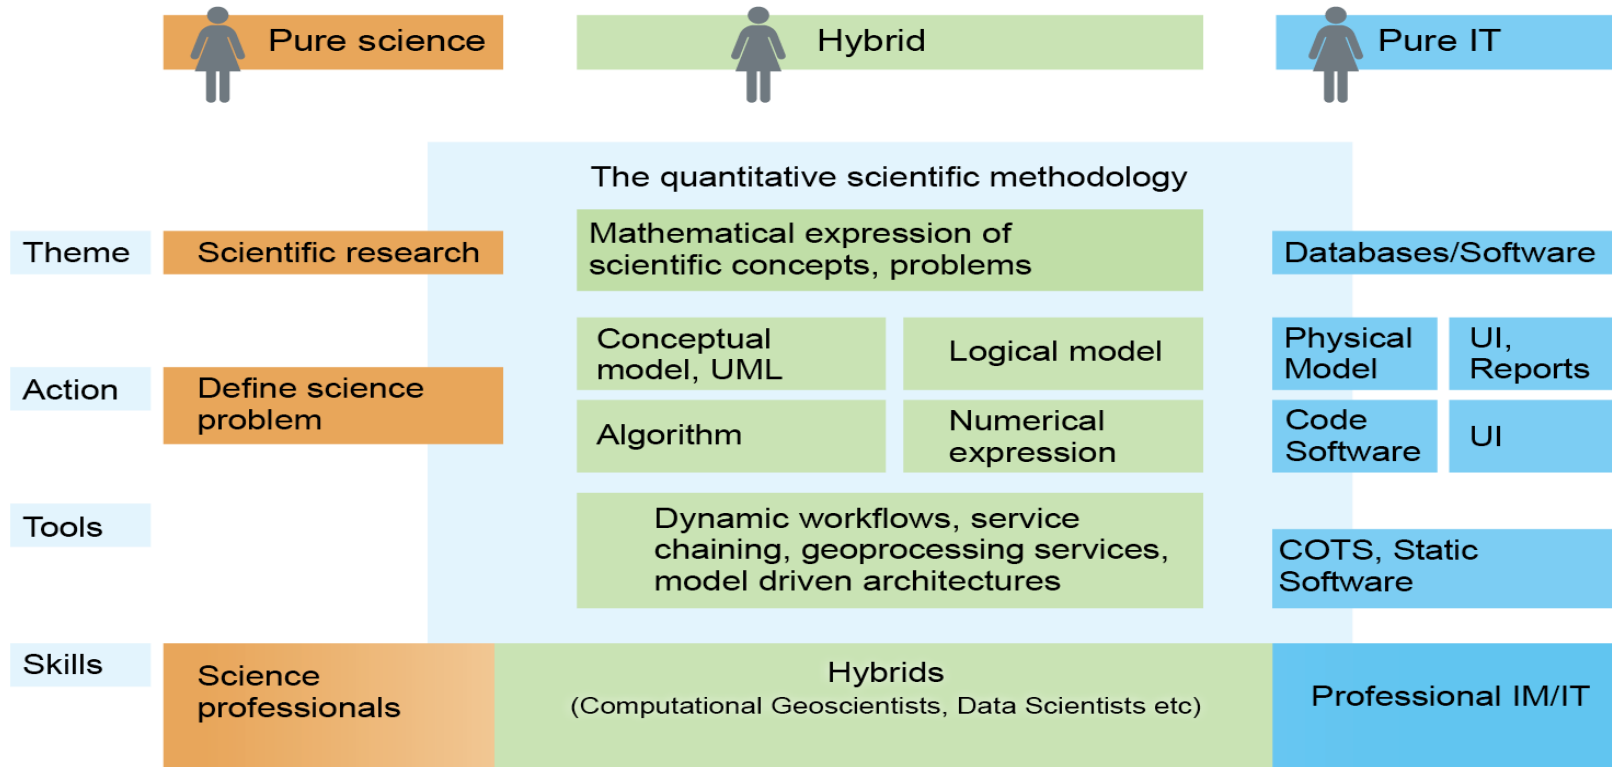 Pure science
Hybrid
Pure IT
The quantitative scientific methodology
Theme
Scientific research
Mathematical expression of
scientific concepts, problems
Databases/Software
Action
Define science
problem
Conceptual
model, UML
Logical model
Algorithm
Numerical
expression
Physical
Model
UI,
Reports
Code
Software
UI
Tools
Dynamic workflows, service
chaining, geoprocessing services,
model driven architectures
COTS, Static
Software
Skills
Science
professionals
Hybrids
(Computational Geoscientists, Data Scientists etc)
Professional IM/IT